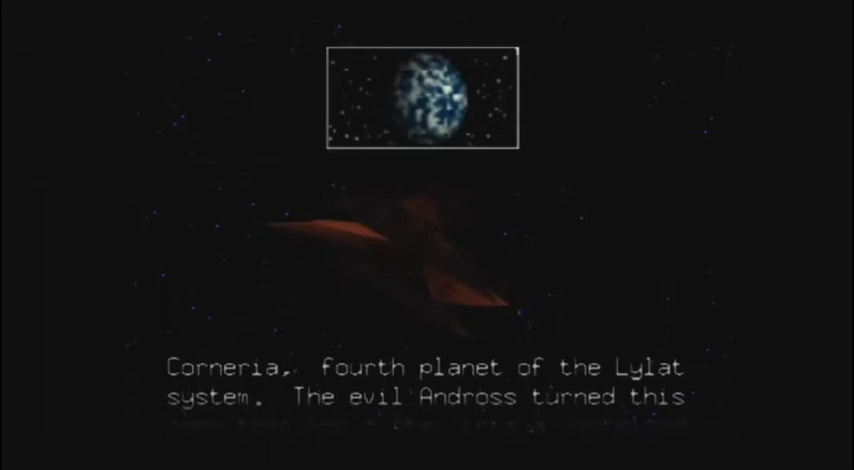 Corneria, fourth planet of the Lylat
system. The evil Andross turned this